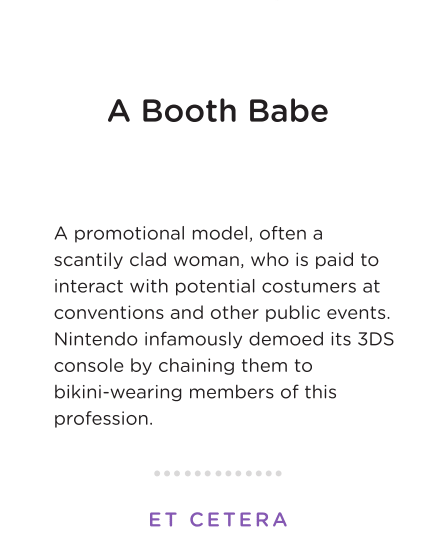 A Booth Babe
A promotional model, often a
scantily clad woman, who is paid to
interact with potential costumers at
conventions and other public events.
Nintendo infamously demoed its 3DS
console by chaining them to
bikini-wearing members of this
profession.
ET CETERA